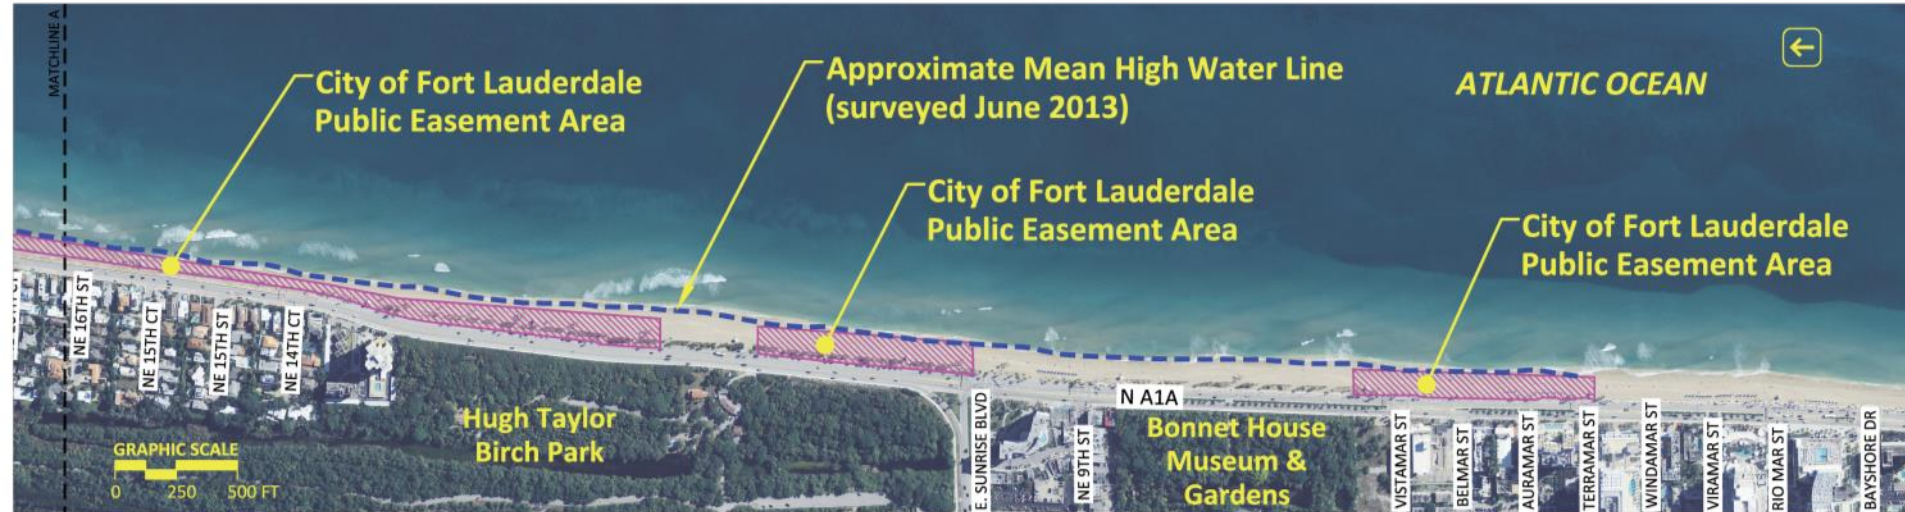 MATCHLINE A
City of Fort Lauderdale
Public Easement Area
Approximate Mean High Water Line
(surveyed June 2013)
ATLANTIC OCEAN
City of Fort Lauderdale
Public Easement Area
City of Fort Lauderdale
Public Easement Area
NE 16TH ST
NE 15TH CT
NE 15TH ST
NE 14TH CT
Hugh Taylor
Birch Park
E. SUNRISE BLVD
NE 9TH ST
N A1A
Bonnet House
Museum &
Gardens
VISTAMAR ST
BELMAR ST
AURAMAR ST
TERRAMAR ST
WINDAMAR ST
VIRAMAR ST
RIO MAR ST
BAYSHORE DR
GRAPHIC SCALE
0 250 500 FT